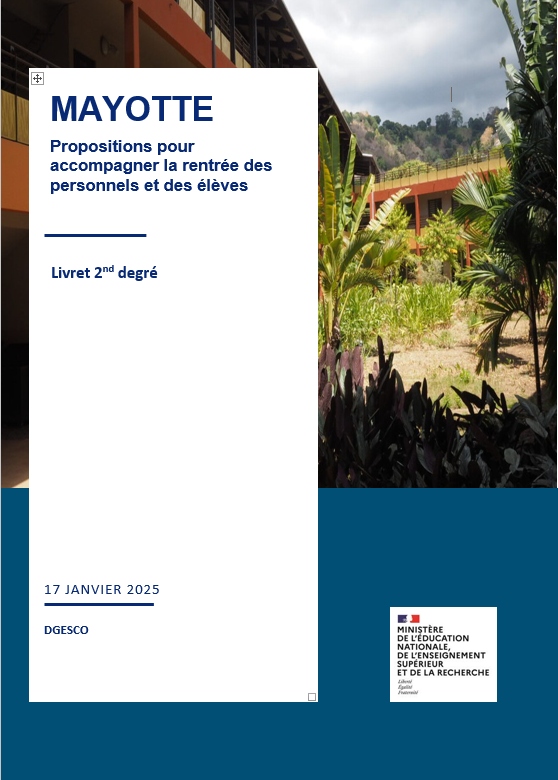 MAYOTTE
Propositions pour
accompagner la rentrée des
personnels et des élèves
Livret 2nd degré
17 JANVIER 2025
DGESCO
MINISTÈRE
DE L'ÉDUCATION
NATIONALE,
DE L'ENSEIGNEMENT
SUPÉRIEUR
ET DE LA RECHERCHE
Liberté
Égalité
Fraternité